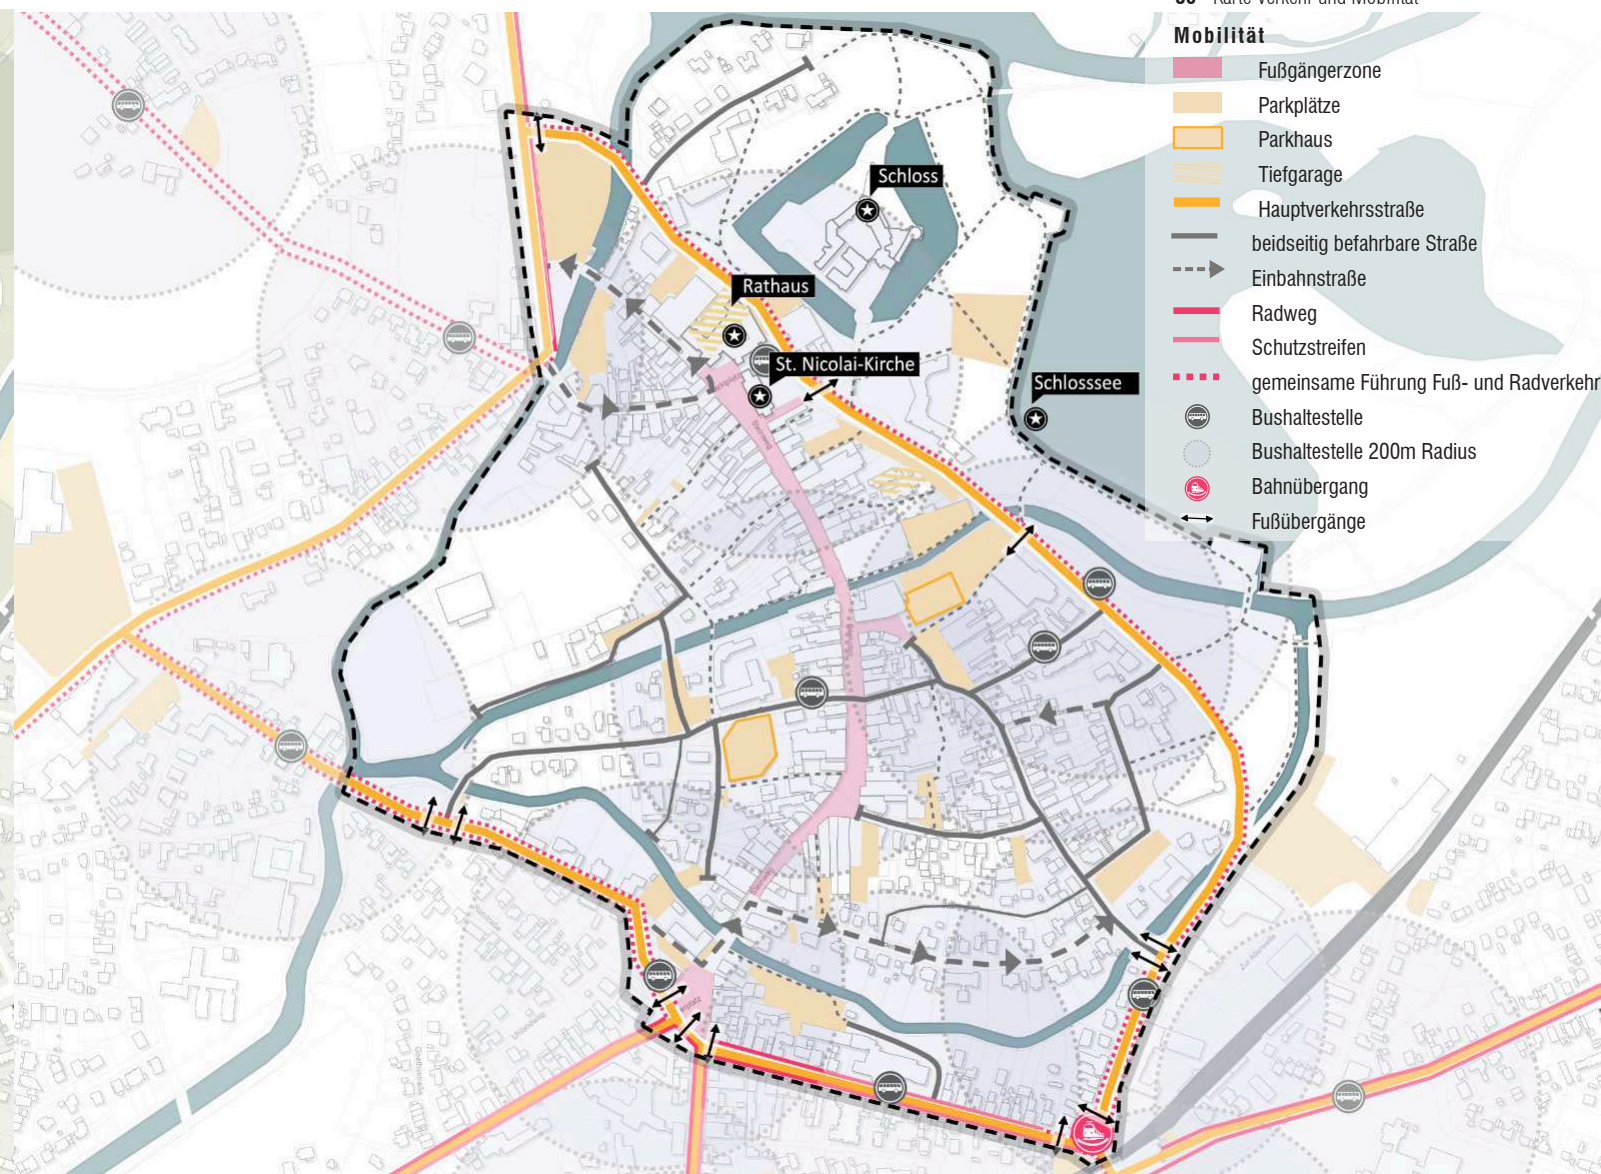 Mobilität
Fußgängerzone
Parkplätze
Parkhaus
Tiefgarage
Hauptverkehrsstraße
beidseitig befahrbare Straße
Einbahnstraße
Radweg
Schutzstreifen
gemeinsame Führung Fuß- und Radverkehr
Bushaltestelle
Bushaltestelle 200m Radius
Bahnübergang
Fußübergänge
Schloss
Rathaus
St. Nicolai-Kirche
Schlosssee